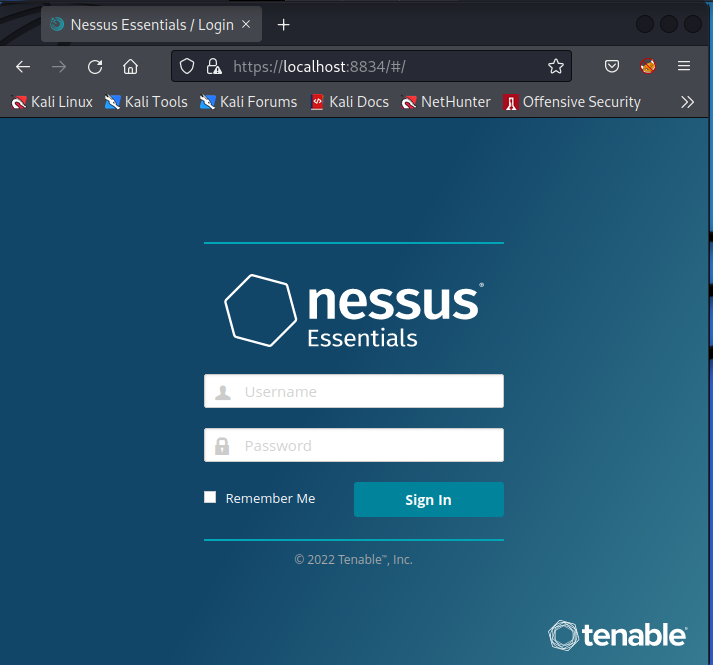 Nessus Essentials / Login
https://localhost:8834/#/
Kali Linux Kali Tools Kali Forums Kali Docs NetHunter Offensive Security
nessus®
Essentials
Username
Password
Remember Me Sign In
© 2022 Tenable™, Inc.
tenable®